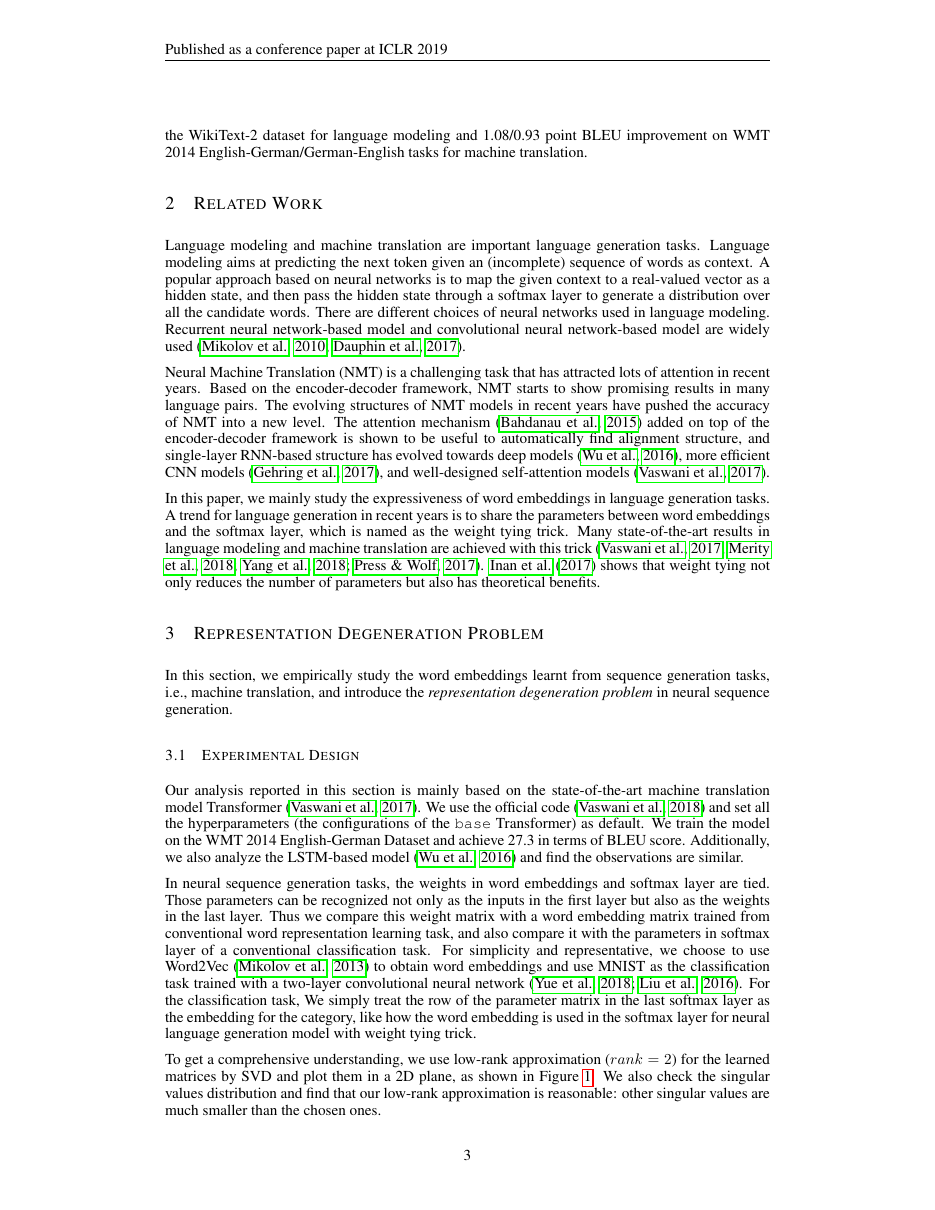 Published as a conference paper at ICLR 2019
the WikiText-2 dataset for language modeling and 1.08/0.93 point BLEU improvement on WMT
2014 English-German/German-English tasks for machine translation.
2 RELATED WORK
Language modeling and machine translation are important language generation tasks. Language
modeling aims at predicting the next token given an (incomplete) sequence of words as context. A
popular approach based on neural networks is to map the given context to a real-valued vector as a
hidden state, and then pass the hidden state through a softmax layer to generate a distribution over
all the candidate words. There are different choices of neural networks used in language modeling.
Recurrent neural network-based model and convolutional neural network-based model are widely
used (Mikolov et al., 2010; Dauphin et al., 2017).
Neural Machine Translation (NMT) is a challenging task that has attracted lots of attention in recent
years. Based on the encoder-decoder framework, NMT starts to show promising results in many
language pairs. The evolving structures of NMT models in recent years have pushed the accuracy
of NMT into a new level. The attention mechanism (Bahdanau et al., 2015) added on top of the
encoder-decoder framework is shown to be useful to automatically find alignment structure, and
single-layer RNN-based structure has evolved towards deep models (Wu et al., 2016), more efficient
CNN models (Gehring et al., 2017), and well-designed self-attention models (Vaswani et al., 2017).
In this paper, we mainly study the expressiveness of word embeddings in language generation tasks.
A trend for language generation in recent years is to share the parameters between word embeddings
and the softmax layer, which is named as the weight tying trick. Many state-of-the-art results in
language modeling and machine translation are achieved with this trick (Vaswani et al., 2017; Merity
et al., 2018; Yang et al., 2018; Press & Wolf, 2017). Inan et al. (2017) shows that weight tying not
only reduces the number of parameters but also has theoretical benefits.
3 REPRESENTATION DEGENERATION PROBLEM
In this section, we empirically study the word embeddings learnt from sequence generation tasks,
i.e., machine translation, and introduce the representation degeneration problem in neural sequence
generation.
3.1 EXPERIMENTAL DESIGN
Our analysis reported in this section is mainly based on the state-of-the-art machine translation
model Transformer (Vaswani et al., 2017). We use the official code (Vaswani et al., 2018) and set all
the hyperparameters (the configurations of the base Transformer) as default. We train the model
on the WMT 2014 English-German Dataset and achieve 27.3 in terms of BLEU score. Additionally,
we also analyze the LSTM-based model (Wu et al., 2016) and find the observations are similar.
In neural sequence generation tasks, the weights in word embeddings and softmax layer are tied.
Those parameters can be recognized not only as the inputs in the first layer but also as the weights
in the last layer. Thus we compare this weight matrix with a word embedding matrix trained from
conventional word representation learning task, and also compare it with the parameters in softmax
layer of a conventional classification task. For simplicity and representative, we choose to use
Word2Vec (Mikolov et al., 2013) to obtain word embeddings and use MNIST as the classification
task trained with a two-layer convolutional neural network (Yue et al., 2018; Liu et al., 2016). For
the classification task, We simply treat the row of the parameter matrix in the last softmax layer as
the embedding for the category, like how the word embedding is used in the softmax layer for neural
language generation model with weight tying trick.
To get a comprehensive understanding, we use low-rank approximation (rank = 2) for the learned
matrices by SVD and plot them in a 2D plane, as shown in Figure 1. We also check the singular
values distribution and find that our low-rank approximation is reasonable: other singular values are
much smaller than the chosen ones.
3